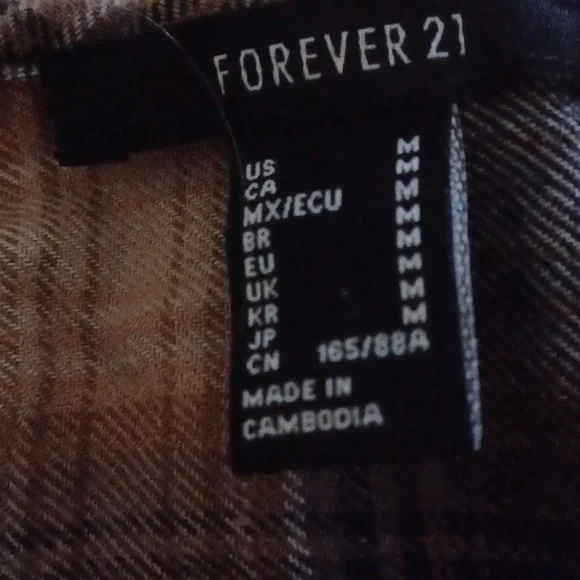 FOREVER 21
US M
CA M
MX/ECU M
BR M
EU M
UK M
KR M
JP M
CN 165/88A
MADE IN
CAMBODIA